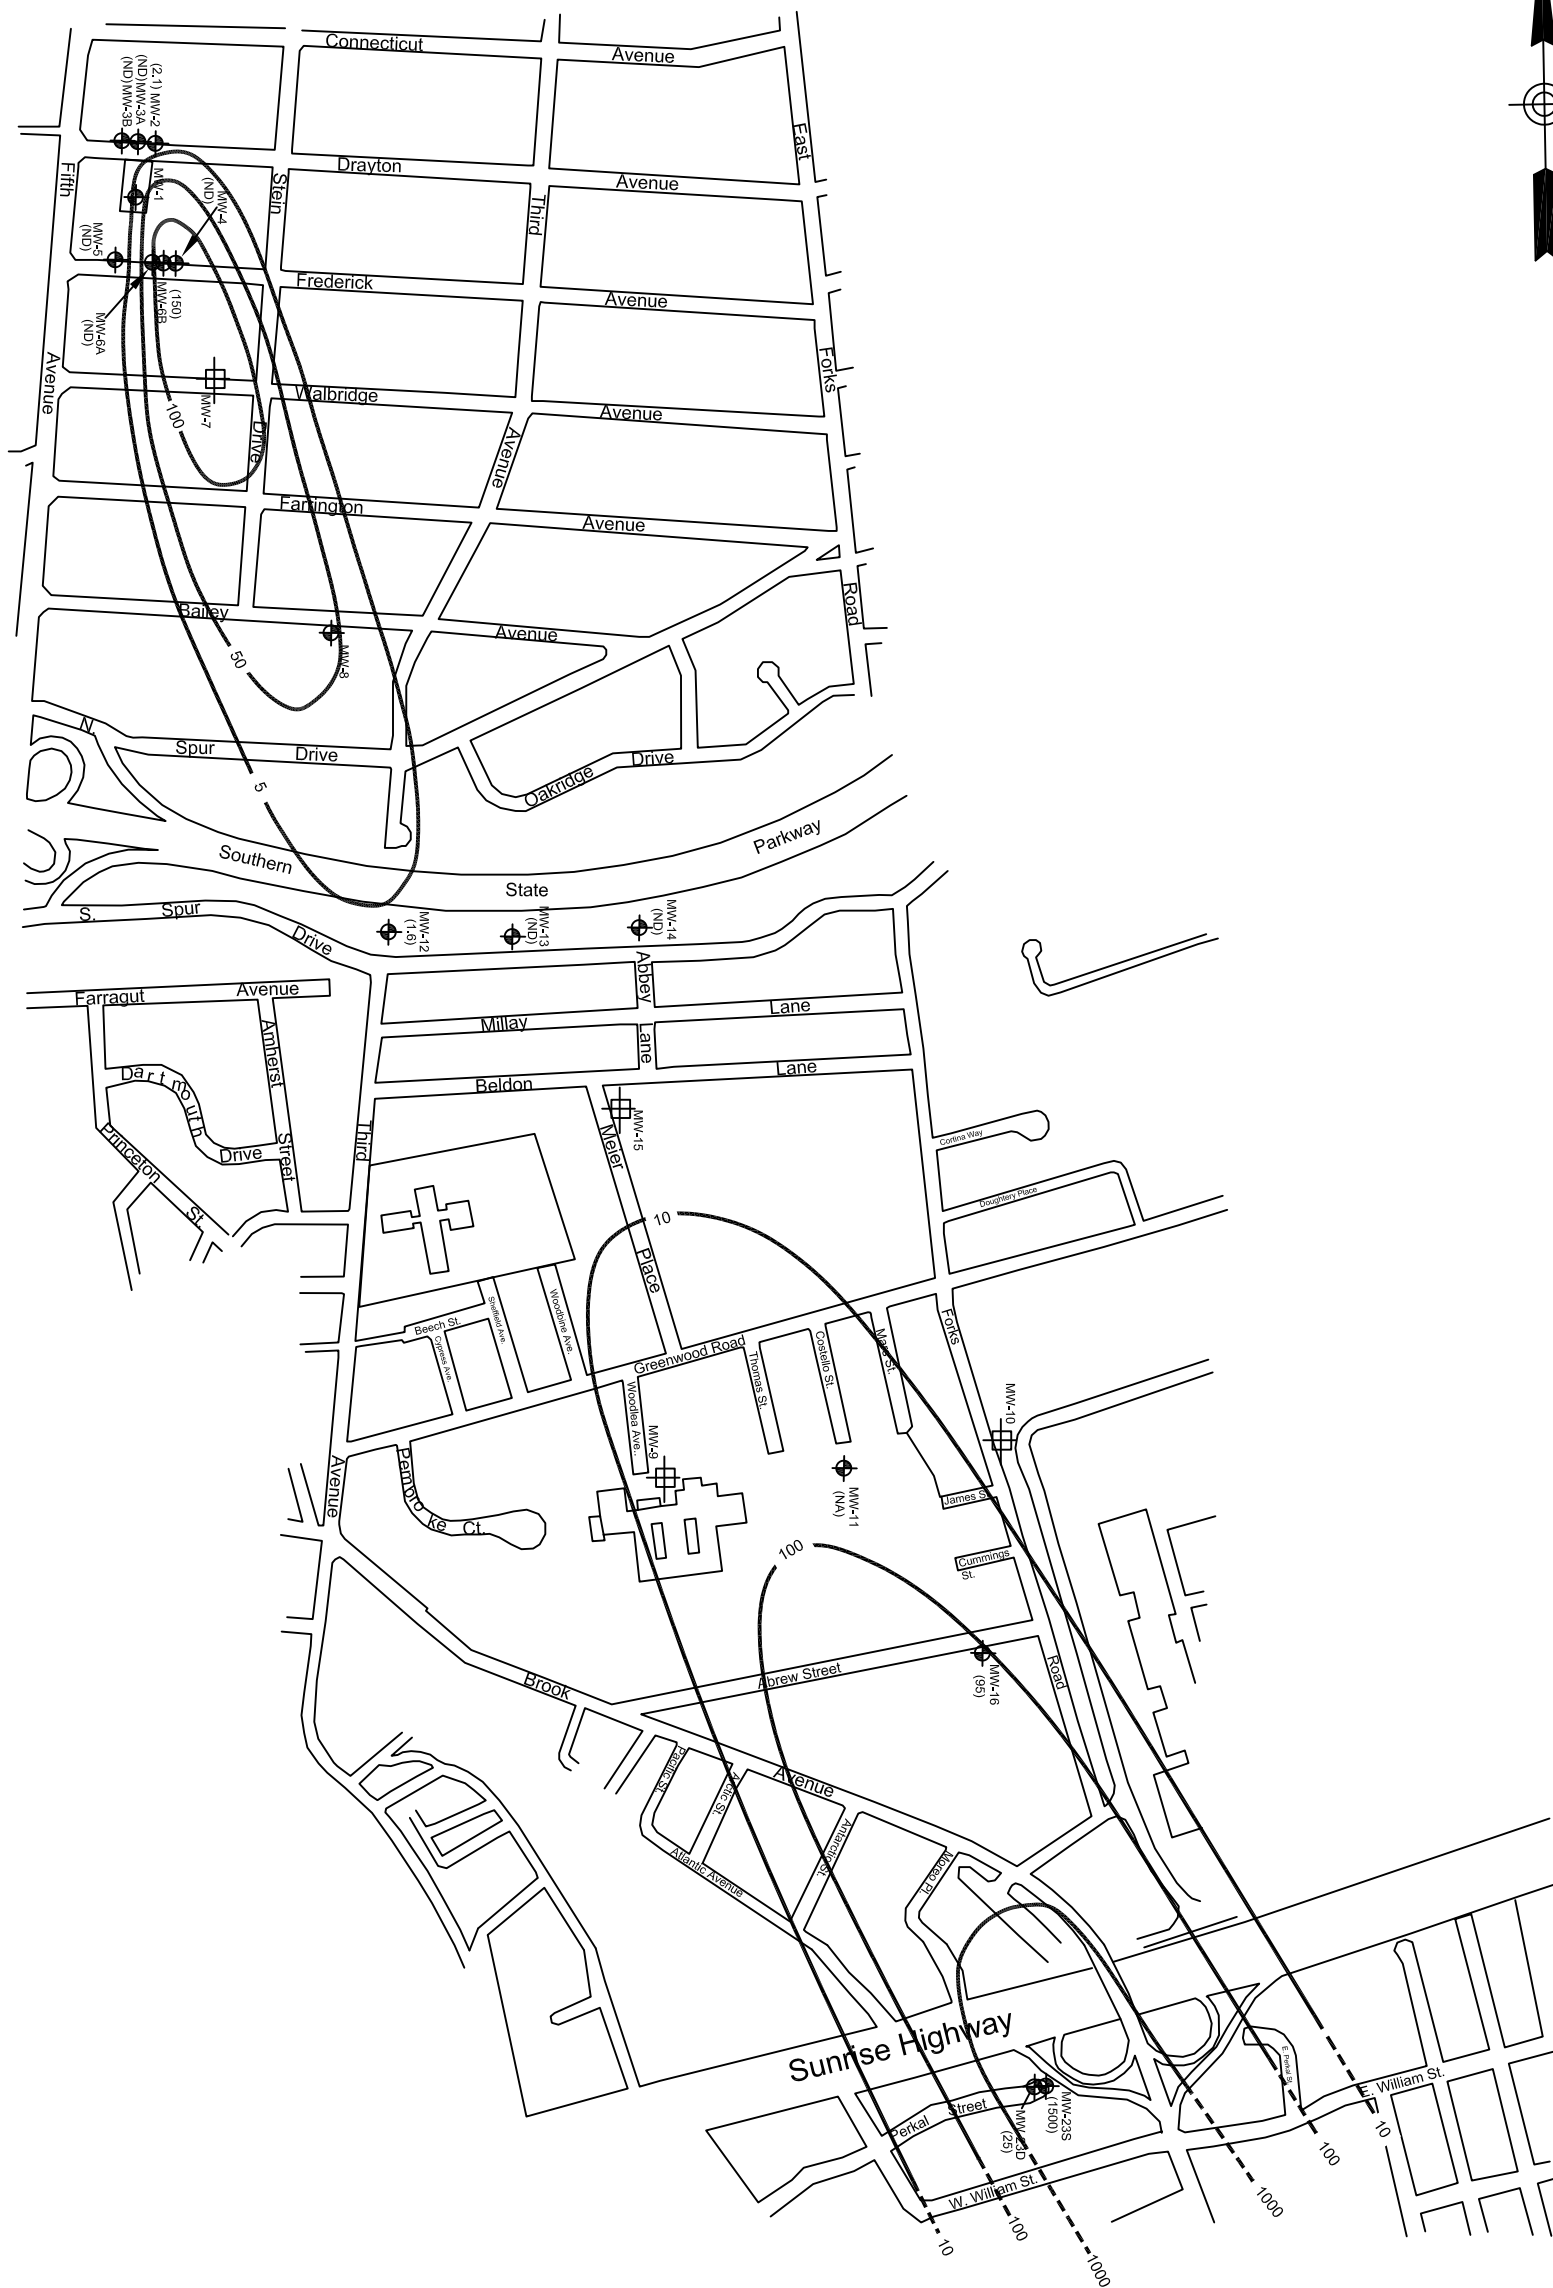 Connecticut
Avenue
(2.1) MW-2
(ND)MW-3A
(ND)MW-3B
East
Fifth
MW-1
Stein
Drayton
Avenue
MW-4
(ND)
Third
MW-5
(ND)
Frederick
Avenue
(150)
MW-6B
MW-6A
(ND)
Forks
Avenue
Walbridge
Avenue
MW-7
100
Drive
Avenue
Farrington
Avenue
Road
Bailey
Avenue
50
MW-8
N.
Spur
Drive
Oakridge
Drive
5
Southern
State
Parkway
S.
Spur
Drive
MW-12
(1.6)
MW-13
(ND)
MW-14
(ND)
Abbey
Lane
Farragut
Avenue
Millay
Lane
Amherst
Street
Beldon
Lane
Dartmouth
Drive
Princeton
St.
Third
MW-15
Meier
Place
Cortina Way
Doughtery Place
10
Sheffield Ave.
Woodbine Ave.
Beech St.
Cypress Ave.
Greenwood Road
Thomas St.
Costello St.
Mars St.
Forks
Woodlea Ave..
MW-9
MW-10
MW-11
(NA)
Avenue
Pembroke Ct.
James St.
Cummings
St.
100
Abrew Street
MW-16
(95)
Road
Brook
Avenue
Pacific St.
Arctic St.
Antarctic St.
Atlantic Avenue
Moreo Pl.
Sunrise Highway
E. Perkal St.
E. William St.
Perkal
Street
MW-23S
(1500)
MW-23D
(25)
W. William St.
10
100
1000
1000
100
10